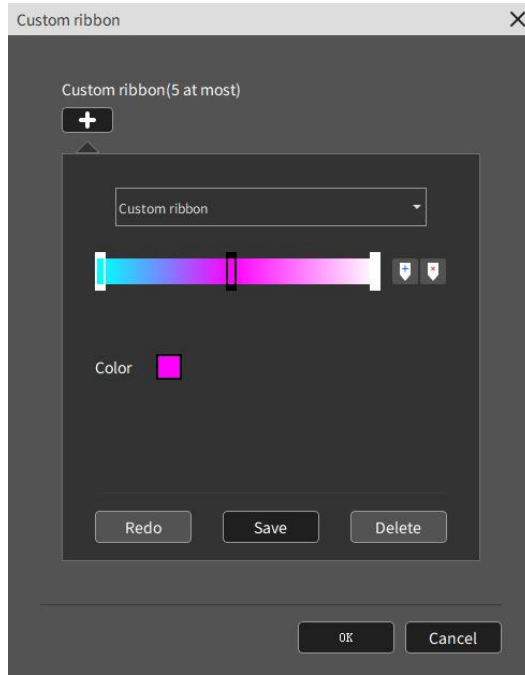 Custom ribbon
Custom ribbon(5 at most)
Custom ribbon
Color
Redo Save Delete
OK Cancel